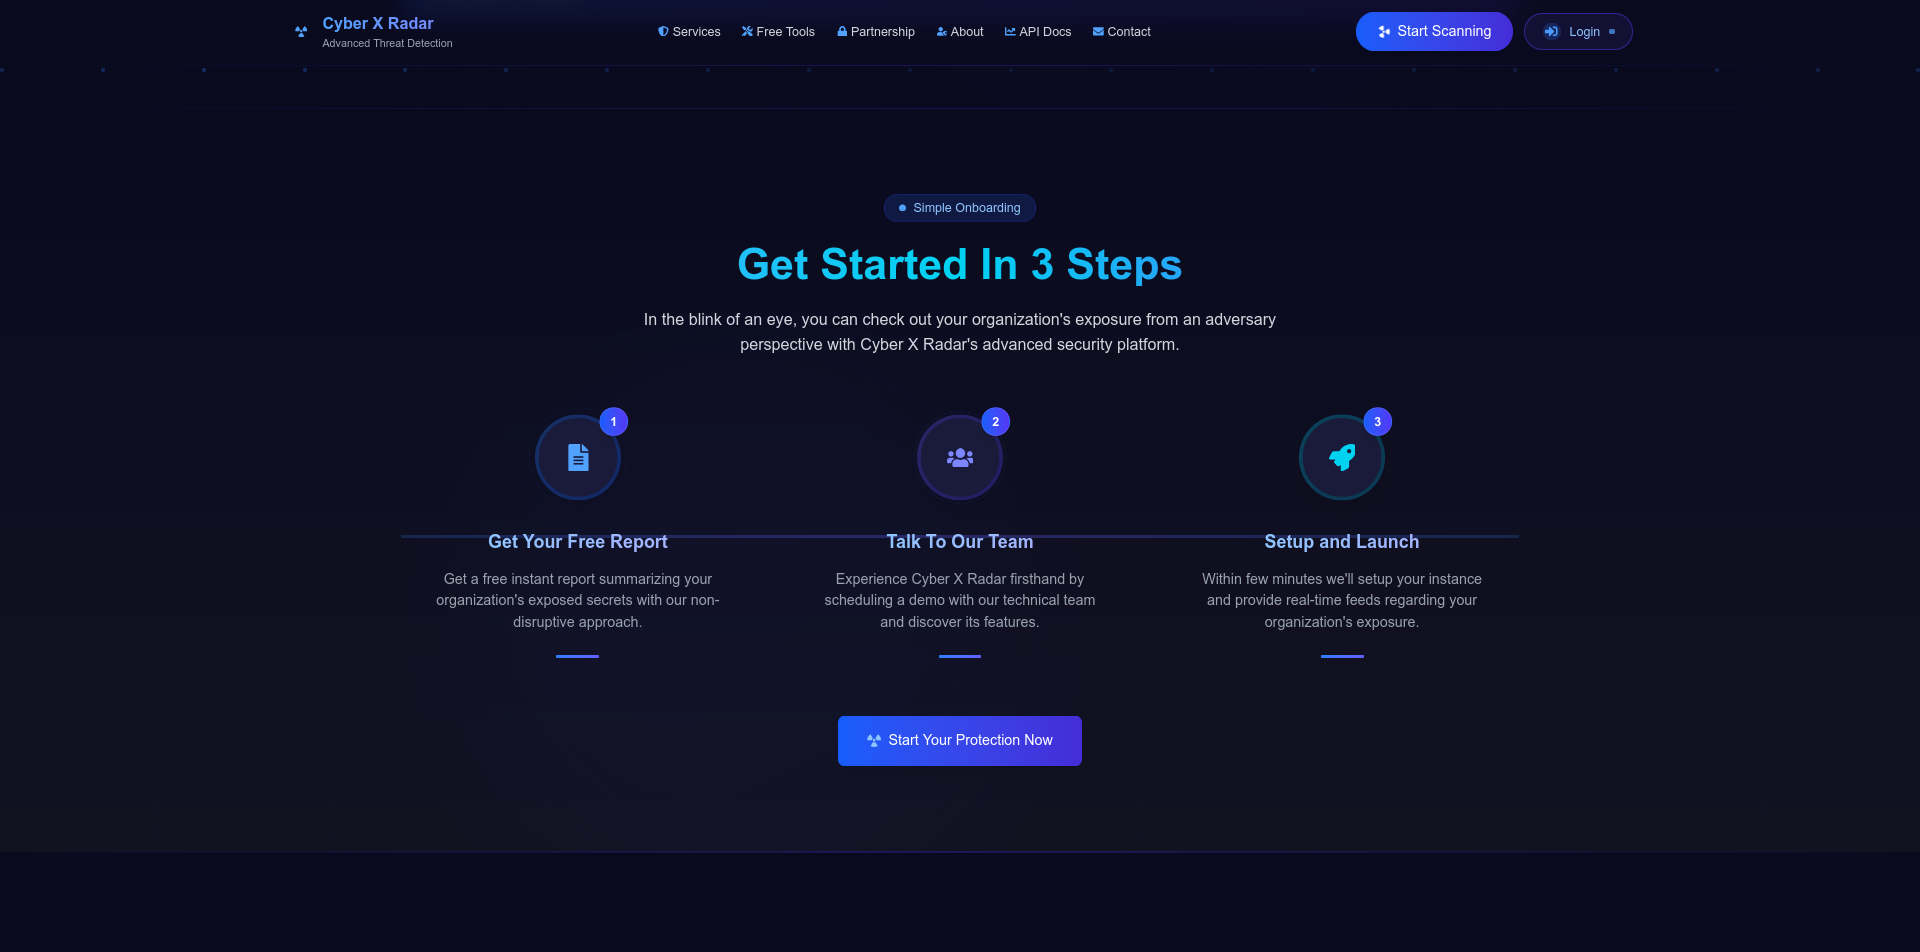 Cyber X Radar
Advanced Threat Detection
Services
Free Tools
Partnership
About
API Docs
Contact
Start Scanning
Login
Simple Onboarding
Get Started In 3 Steps
In the blink of an eye, you can check out your organization's exposure from an adversary
perspective with Cyber X Radar's advanced security platform.
1
Get Your Free Report
Get a free instant report summarizing your
organization's exposed secrets with our non-
disruptive approach.
2
Talk To Our Team
Experience Cyber X Radar firsthand by
scheduling a demo with our technical team
and discover its features.
3
Setup and Launch
Within few minutes we'll setup your instance
and provide real-time feeds regarding your
organization's exposure.
Start Your Protection Now